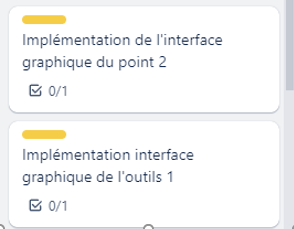 Implémentation de l'interface
graphique du point 2
0/1
Implémentation interface
graphique de l'outils 1
0/1